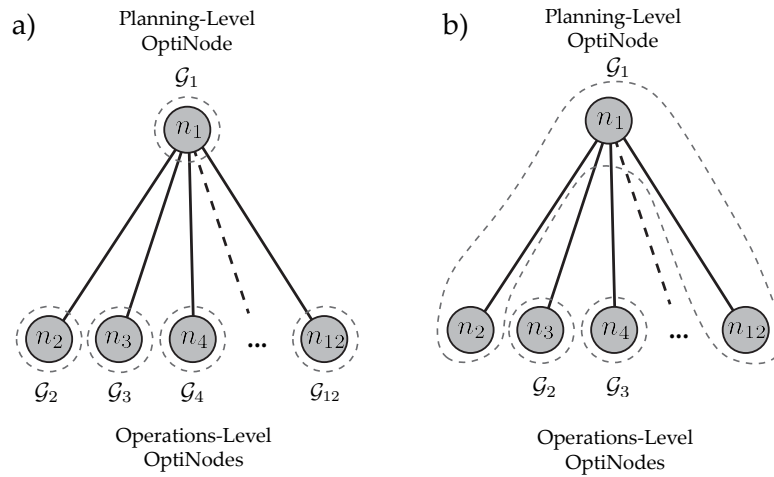 a)
Planning-Level
OptiNode
𝒢₁
n₁
n₂
n₃
n₄
...
n₁₂
𝒢₂
𝒢₃
𝒢₄
𝒢₁₂
Operations-Level
OptiNodes
b)
Planning-Level
OptiNode
𝒢₁
n₁
n₂
n₃
n₄
...
n₁₂
𝒢₂
𝒢₃
Operations-Level
OptiNodes